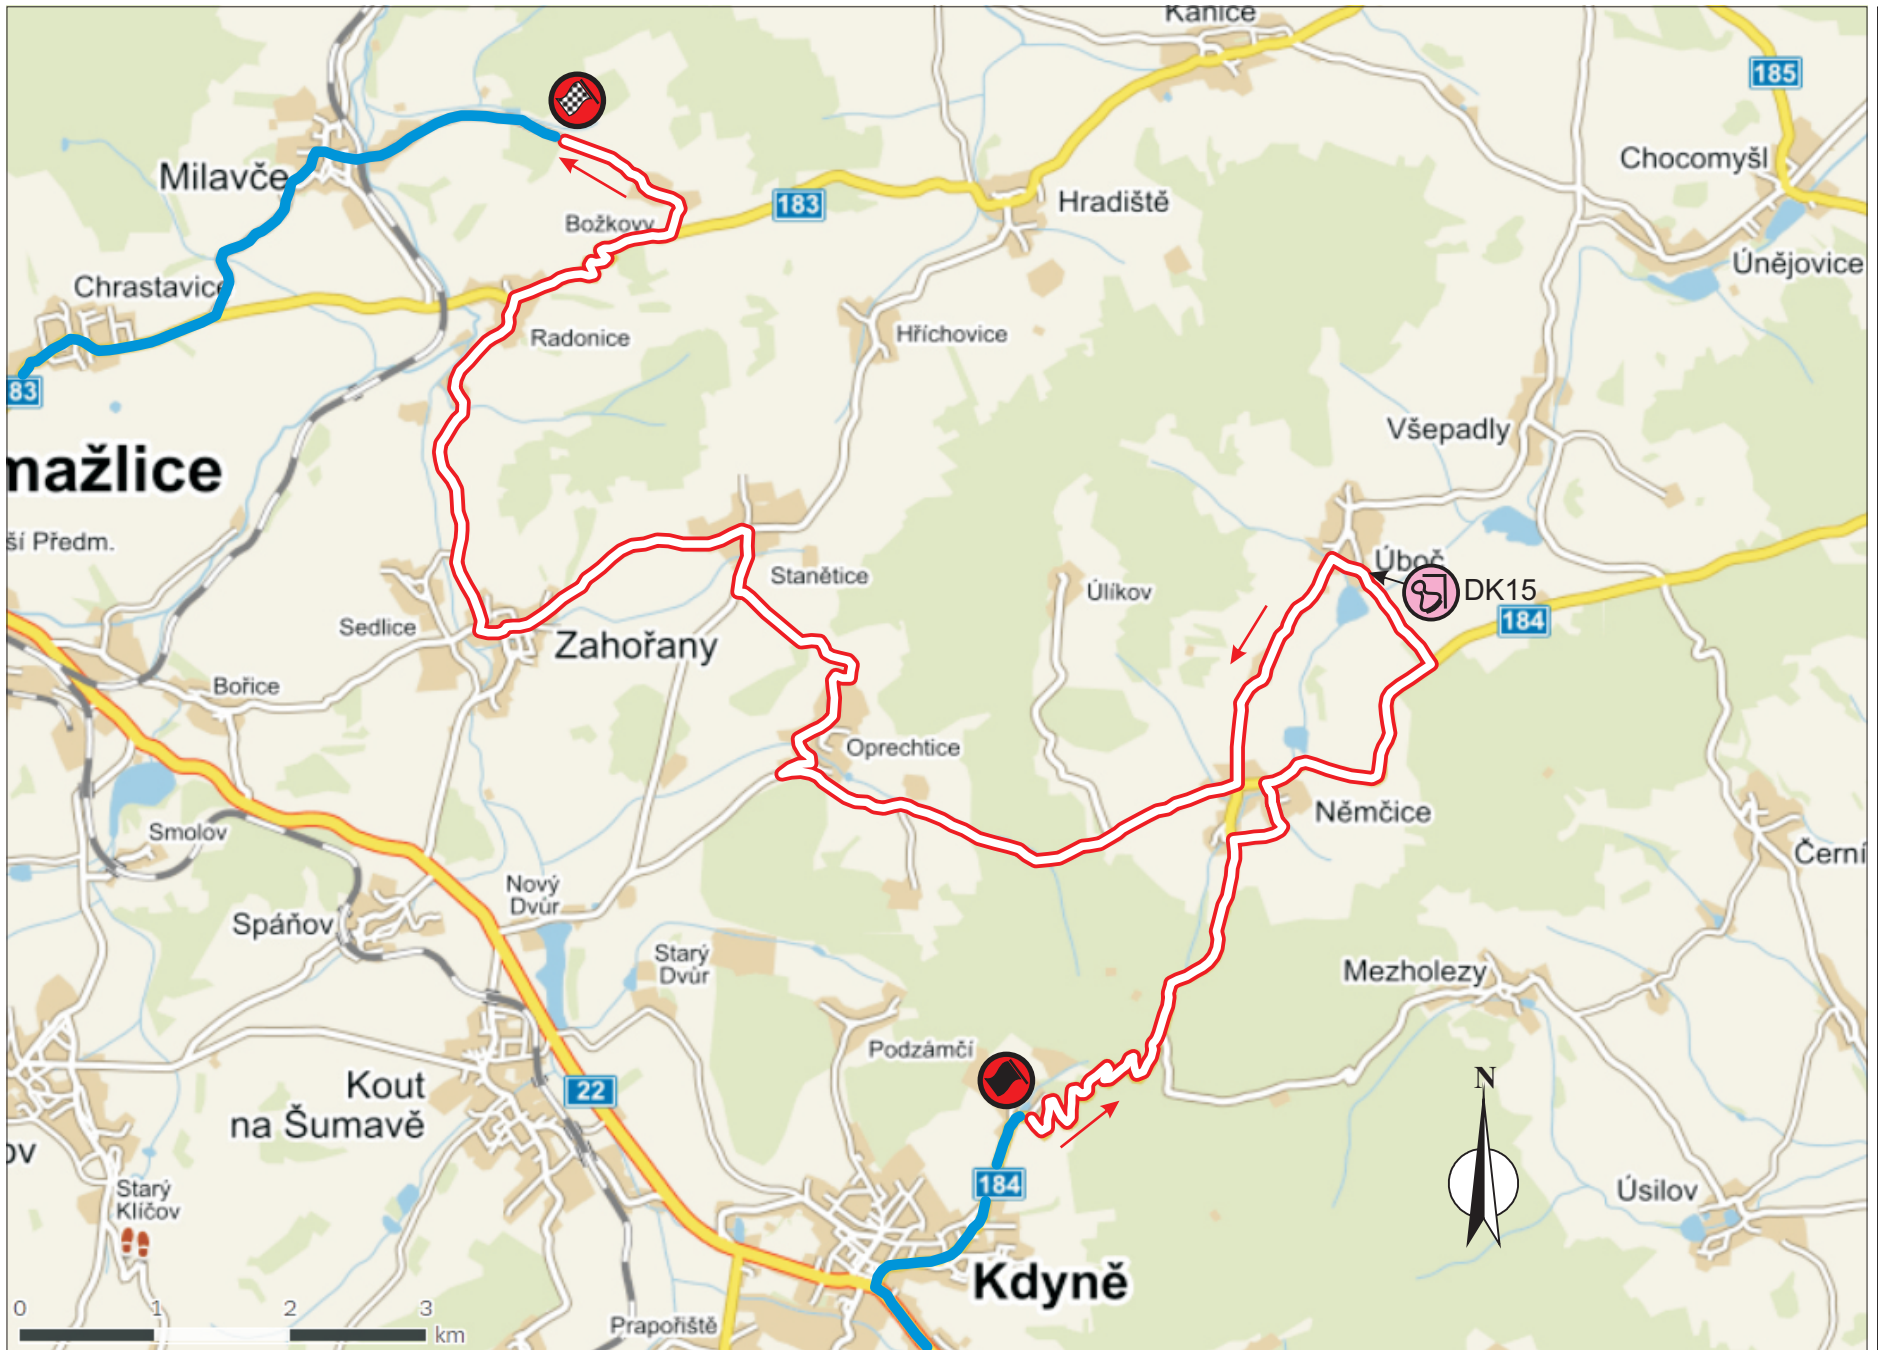 Kanice
185
Chocomyšl
Milavče
183
Hradiště
Božkovy
Únějovice
Chrastavice
Radonice
Hříchovice
83
Všepadly
mažlice
ší Předm.
Úboč
Stanětice
Úlíkov
DK15
184
Sedlice
Zahořany
Bořice
Oprechtice
Němčice
Smolov
Černí
Nový
Dvůr
Spáňov
Starý
Dvůr
Mezholezy
Podzámčí
N
Kout
na Šumavě
22
ov
184
Starý
Klíčov
Úsilov
Kdyně
0 1 2 3
km
Prapořiště